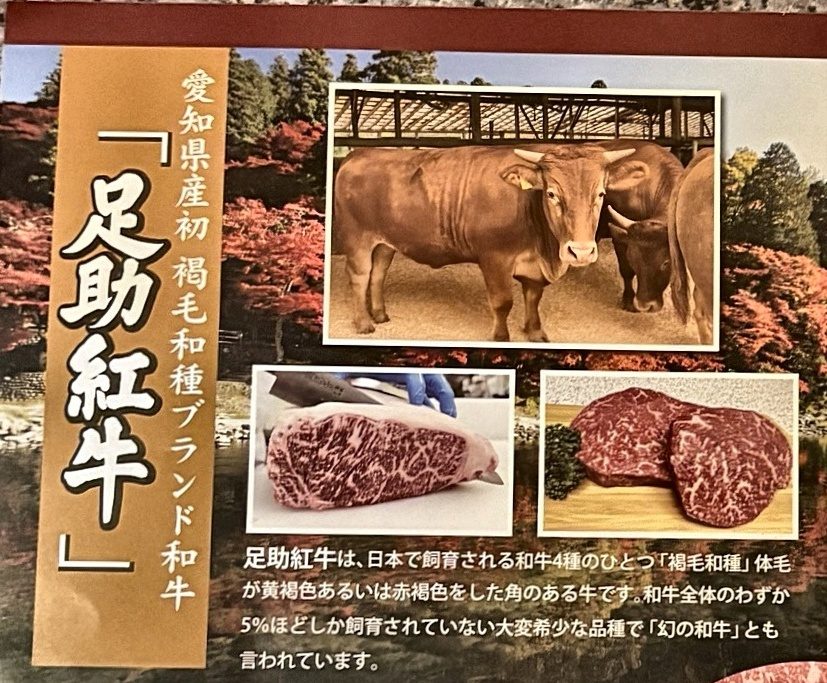 愛知県産初 褐毛和種ブランド和牛
「足助紅牛」
足助紅牛は、日本で飼育される和牛4種のひとつ「褐毛和種」体毛
が黄褐色あるいは赤褐色をした角のある牛です。和牛全体のわずか
5%ほどしか飼育されていない大変希少な品種で「幻の和牛」とも
言われています。